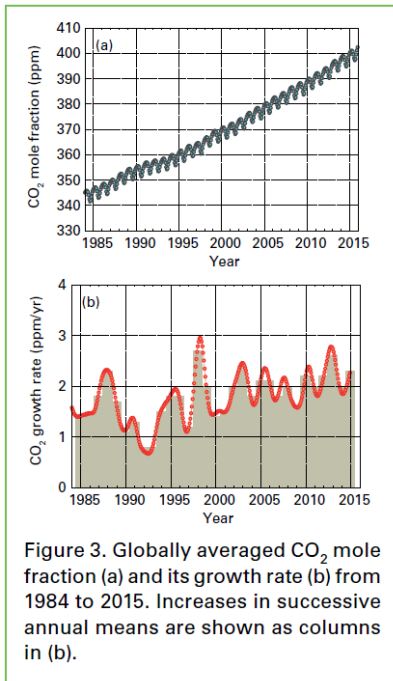 410
400
390
380
370
360
350
340
330
(a)
CO₂ mole fraction (ppm)
1985 1990 1995 2000 2005 2010 2015
Year
4
3
2
1
0
(b)
CO₂ growth rate (ppm/yr)
1985 1990 1995 2000 2005 2010 2015
Year
Figure 3. Globally averaged CO₂ mole
fraction (a) and its growth rate (b) from
1984 to 2015. Increases in successive
annual means are shown as columns
in (b).